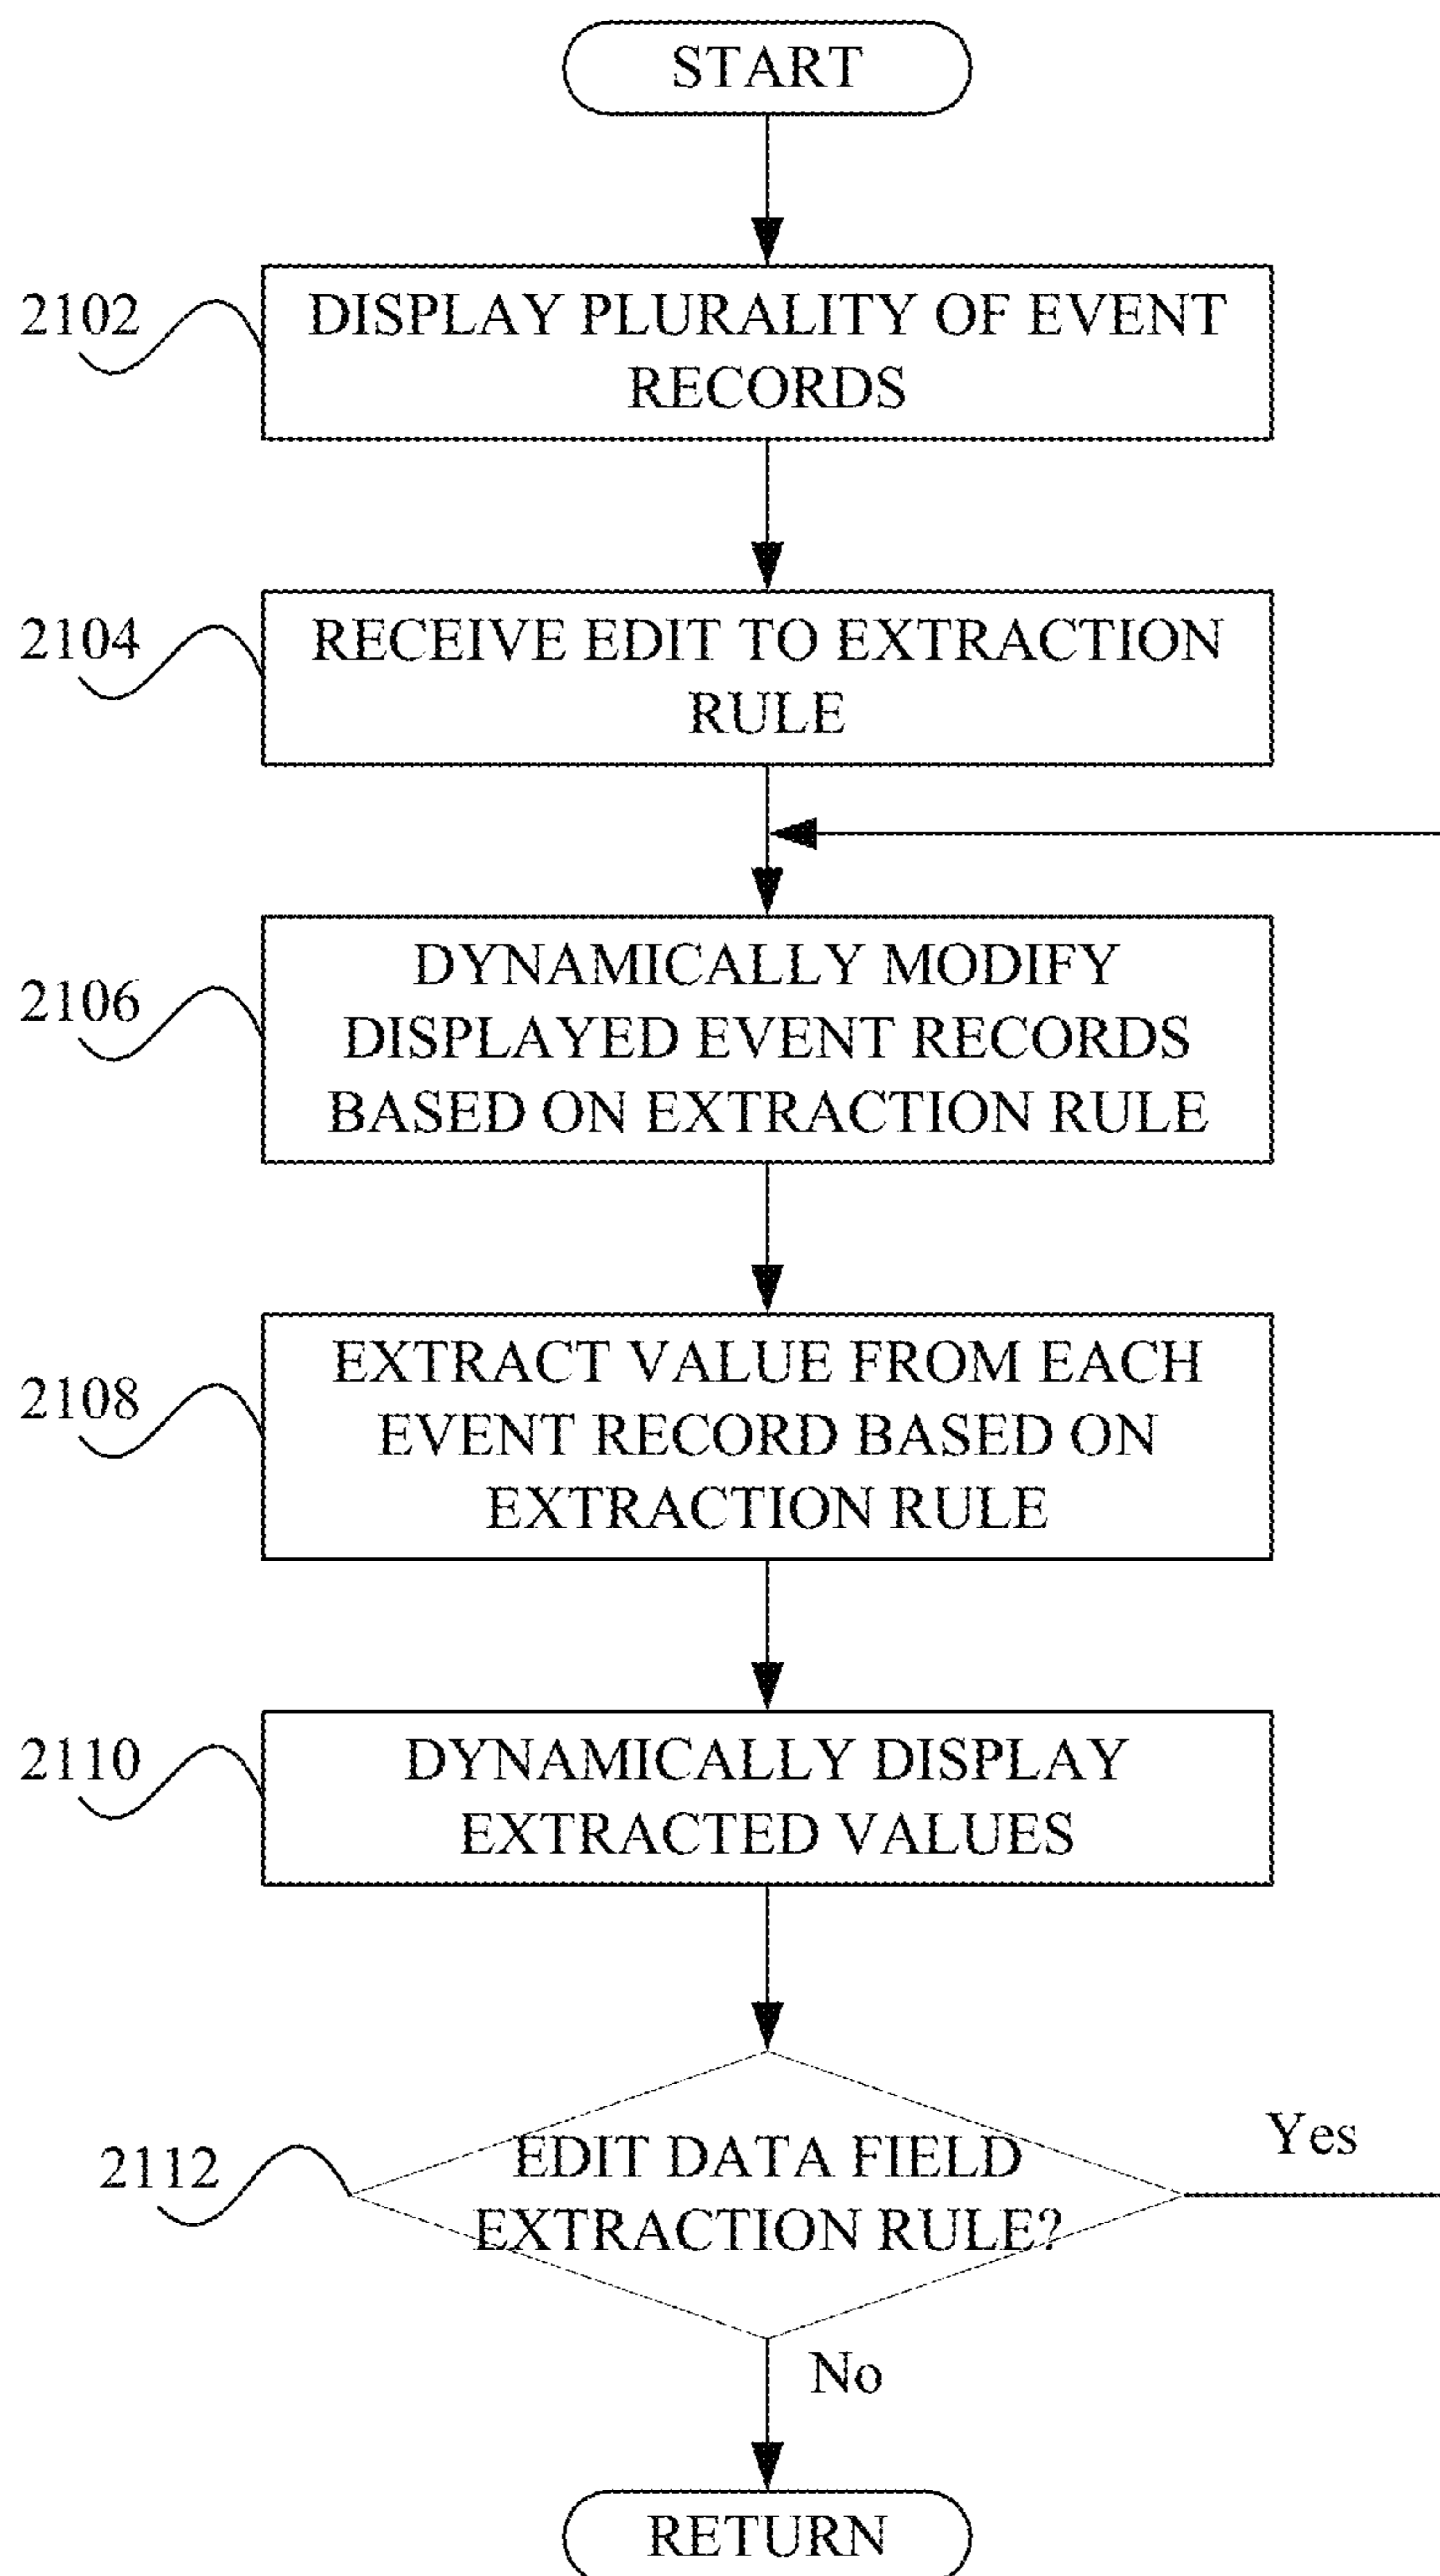 START
2102
DISPLAY PLURALITY OF EVENT
RECORDS
2104
RECEIVE EDIT TO EXTRACTION
RULE
2106
DYNAMICALLY MODIFY
DISPLAYED EVENT RECORDS
BASED ON EXTRACTION RULE
2108
EXTRACT VALUE FROM EACH
EVENT RECORD BASED ON
EXTRACTION RULE
2110
DYNAMICALLY DISPLAY
EXTRACTED VALUES
2112
EDIT DATA FIELD
EXTRACTION RULE?
Yes
No
RETURN